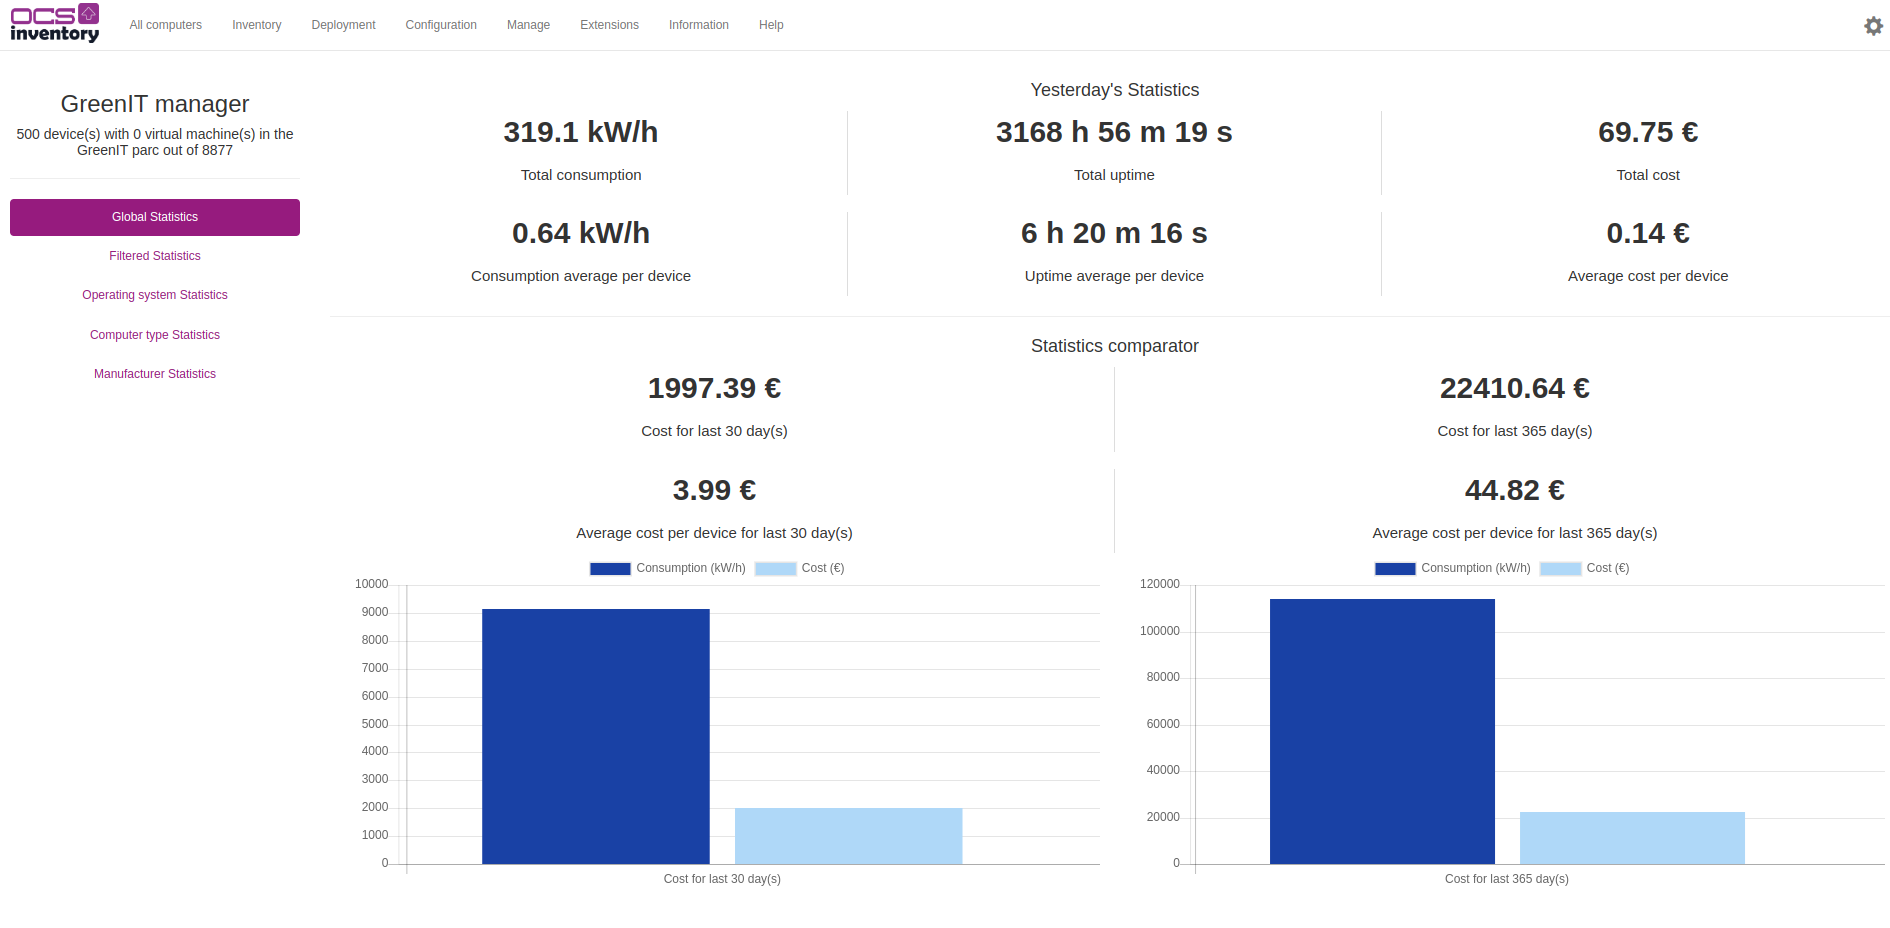 OCS inventory
All computers Inventory Deployment Configuration Manage Extensions Information Help
GreenIT manager
500 device(s) with 0 virtual machine(s) in the
GreenIT parc out of 8877
Global Statistics
Filtered Statistics
Operating system Statistics
Computer type Statistics
Manufacturer Statistics
Yesterday's Statistics
319.1 kW/h 3168 h 56 m 19 s 69.75 €
Total consumption Total uptime Total cost
0.64 kW/h 6 h 20 m 16 s 0.14 €
Consumption average per device Uptime average per device Average cost per device
Statistics comparator
1997.39 € 22410.64 €
Cost for last 30 day(s) Cost for last 365 day(s)
3.99 € 44.82 €
Average cost per device for last 30 day(s) Average cost per device for last 365 day(s)
Consumption (kW/h) Cost (€)
10000
9000
8000
7000
6000
5000
4000
3000
2000
1000
0
Cost for last 30 day(s)
Consumption (kW/h) Cost (€)
120000
100000
80000
60000
40000
20000
0
Cost for last 365 day(s)